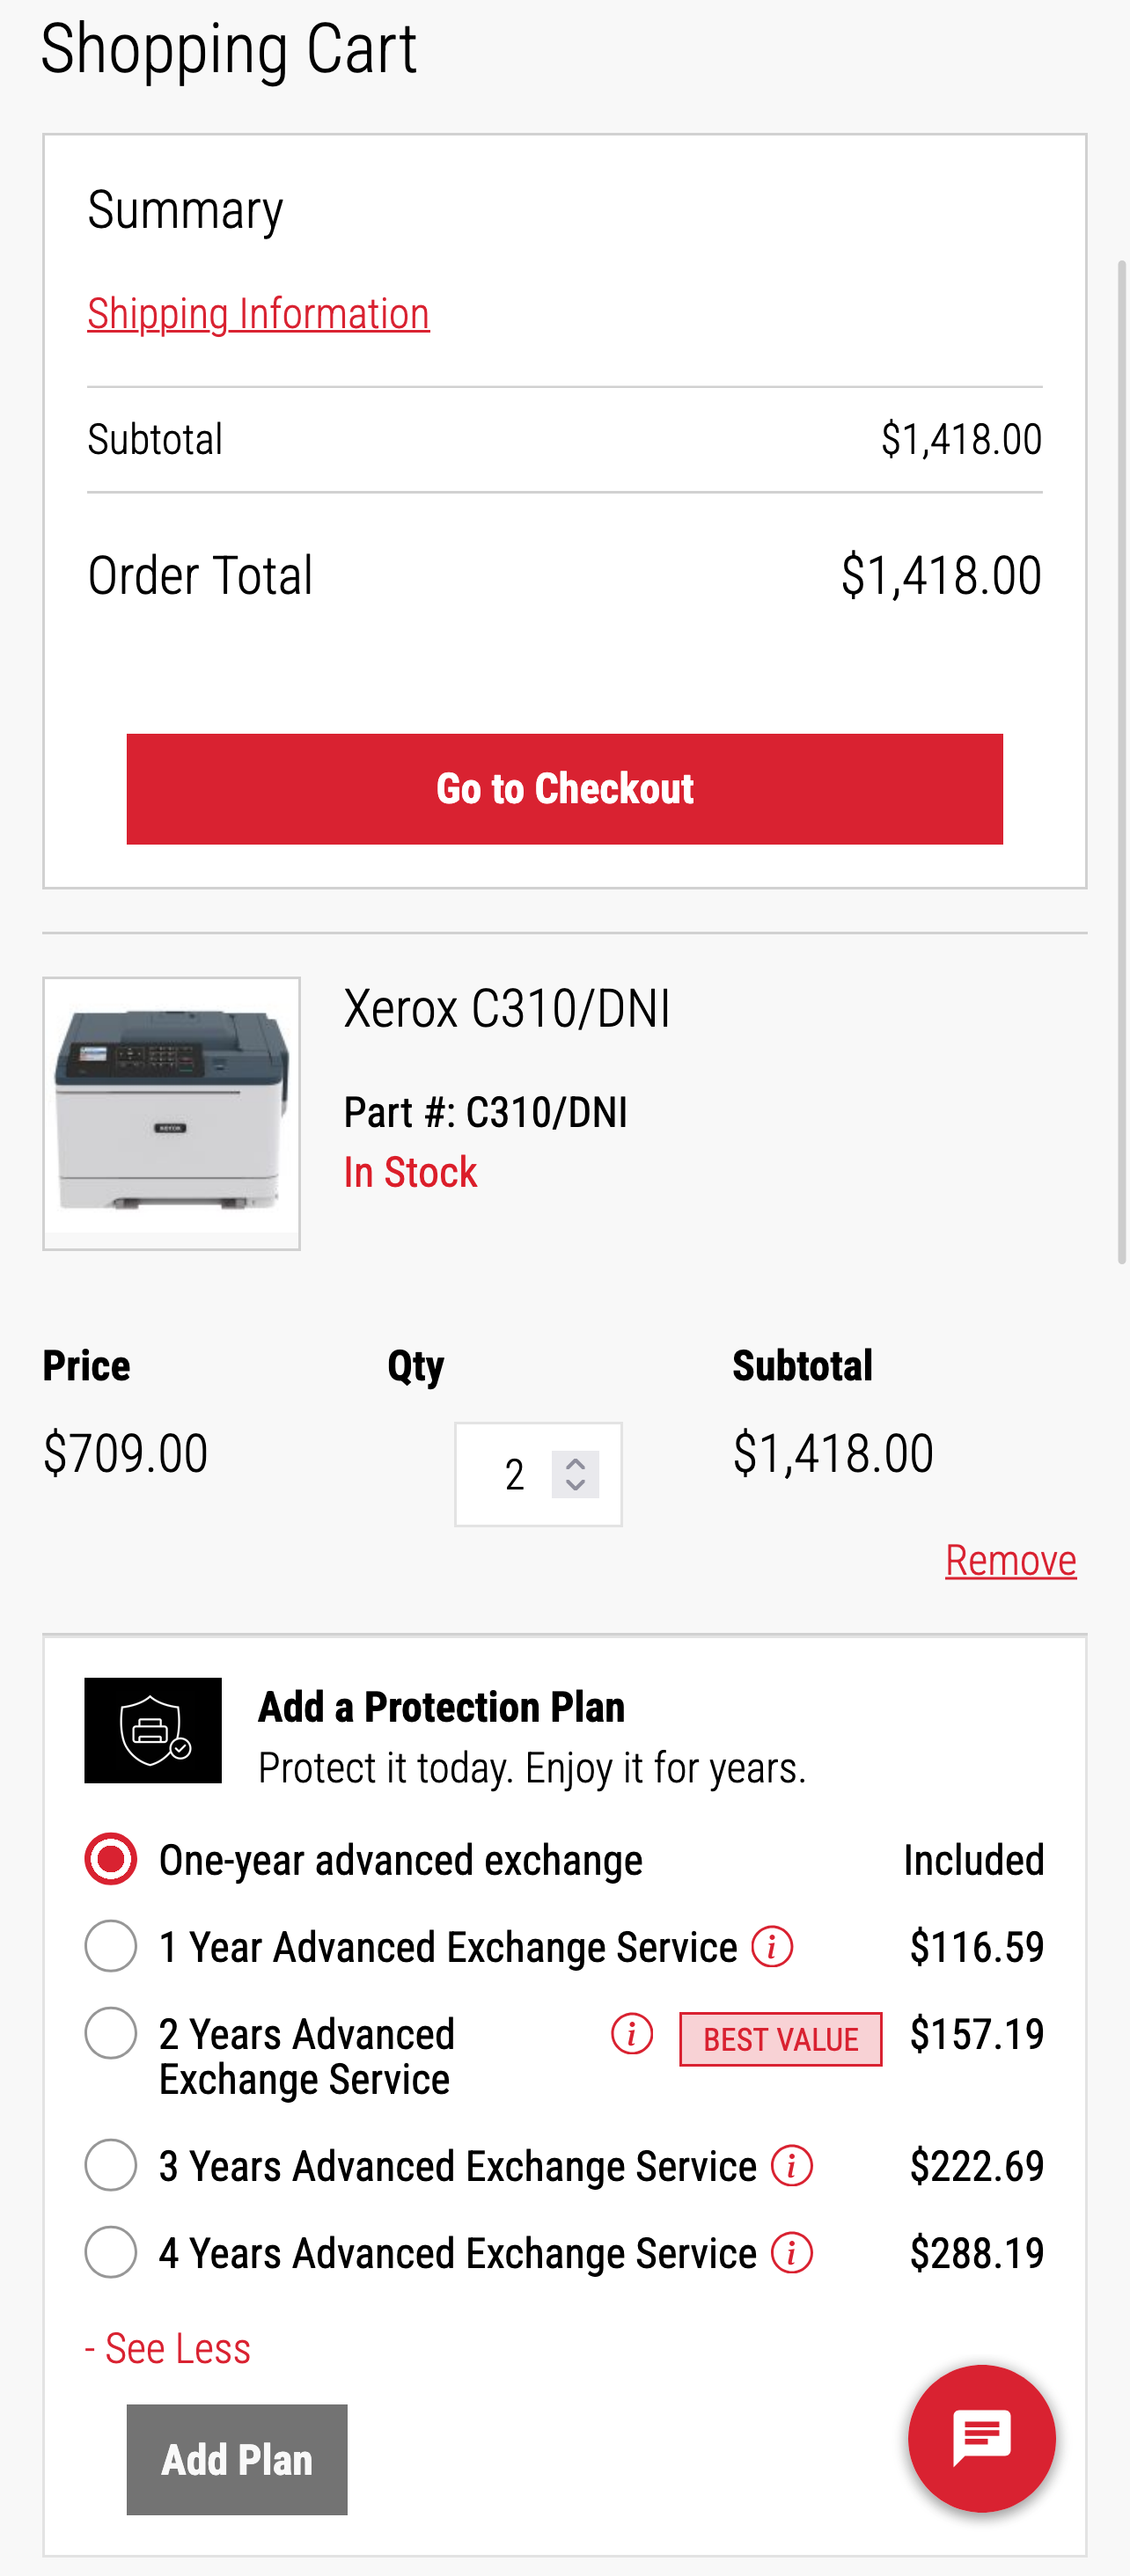 Shopping Cart
Summary
Shipping Information
Subtotal $1,418.00
Order Total $1,418.00
Go to Checkout
Xerox C310/DNI
Part #: C310/DNI
In Stock
xerox
Price Qty Subtotal
$709.00 2 $1,418.00
Remove
Add a Protection Plan
Protect it today. Enjoy it for years.
One-year advanced exchange Included
1 Year Advanced Exchange Service i $116.59
2 Years Advanced i BEST VALUE $157.19
Exchange Service
3 Years Advanced Exchange Service i $222.69
4 Years Advanced Exchange Service i $288.19
- See Less
Add Plan